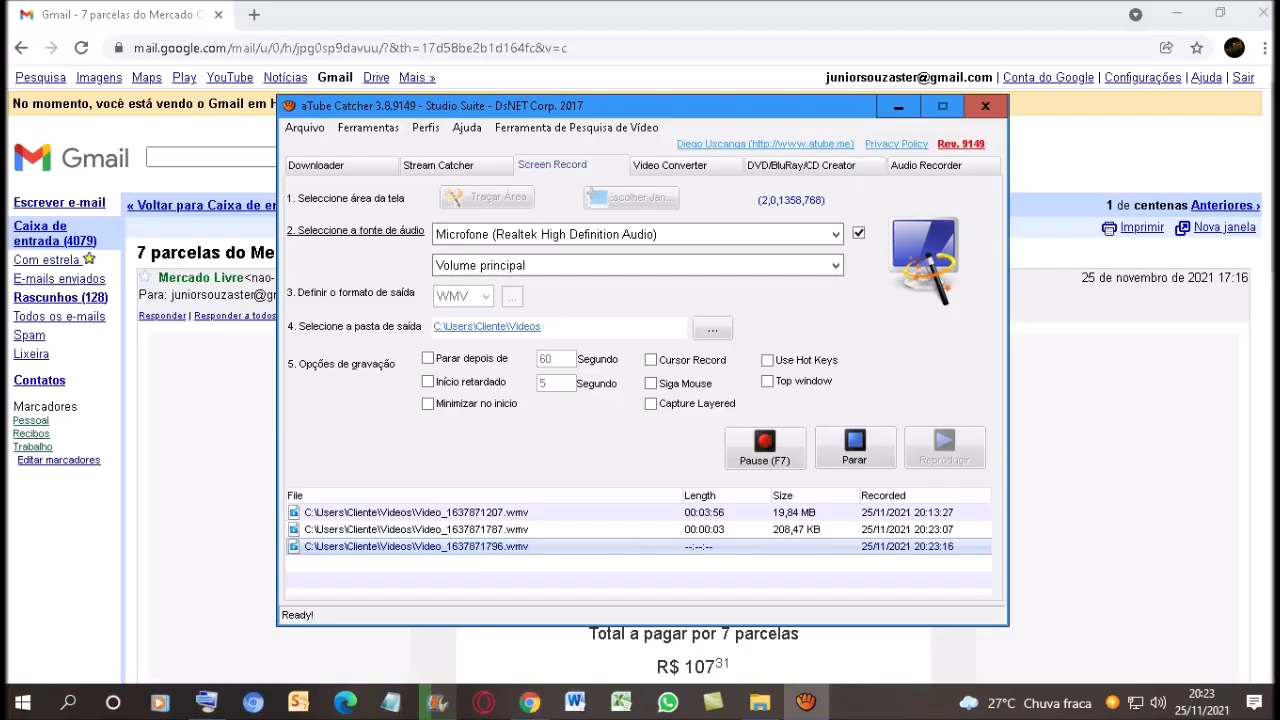 Gmail - 7 parcelas do Mercado C
mail.google.com/mail/u/0/h/jpg0sp9davuu/?&th=17d58be2b1d164fc&v=c
Pesquisa Imagens Maps Play YouTube Notícias Gmail Drive Mais »
juniorsouzaster@gmail.com | Conta do Google | Configurações | Ajuda | Sair
No momento, você está vendo o Gmail em H
Gmail
Escrever e-mail
Caixa de
entrada (4079)
Com estrela
E-mails enviados
Rascunhos (128)
Todos os e-mails
Spam
Lixeira
Contatos
Marcadores
Pessoal
Recibos
Trabalho
Editar marcadores
« Voltar para Caixa de en
1 de centenas Anteriores ›
7 parcelas do Merc
Imprimir Nova janela
Mercado Livre <nao-
25 de novembro de 2021 17:16
Para: juniorsouzaster@g
Responder | Responder a todos
aTube Catcher 3.8.9149 - Studio Suite - DsNET Corp. 2017
Arquivo Ferramentas Perfis Ajuda Ferramenta de Pesquisa de Vídeo
Diego Uscanga (http://www.atube.me) Privacy Policy Rev. 9149
Downloader Stream Catcher Screen Record Video Converter DVD/BluRay/CD Creator Audio Recorder
1. Seleccione área da tela Traçar Área Escolher Jan... (2,0,1358,768)
2. Seleccione a fonte de áudio Microfone (Realtek High Definition Audio)
Volume principal
3. Definir o formato de saída WMV ...
4. Selecione a pasta de saída C:\Users\Cliente\Videos ...
5. Opções de gravação
Parar depois de 60 Segundo Cursor Record Use Hot Keys
Início retardado 5 Segundo Siga Mouse Top window
Minimizar no inicio Capture Layered
Pause (F7) Parar Reproduçir
File Length Size Recorded
C:\Users\Cliente\Videos\Video_1637871207.wmv 00:03:56 19,84 MB 25/11/2021 20:13:27
C:\Users\Cliente\Videos\Video_1637871787.wmv 00:00:03 208,47 KB 25/11/2021 20:23:07
C:\Users\Cliente\Videos\Video_1637871796.wmv --:--:-- 25/11/2021 20:23:16
Ready!
Total a pagar por 7 parcelas
R$ 107³¹
27°C Chuva fraca
20:23
25/11/2021